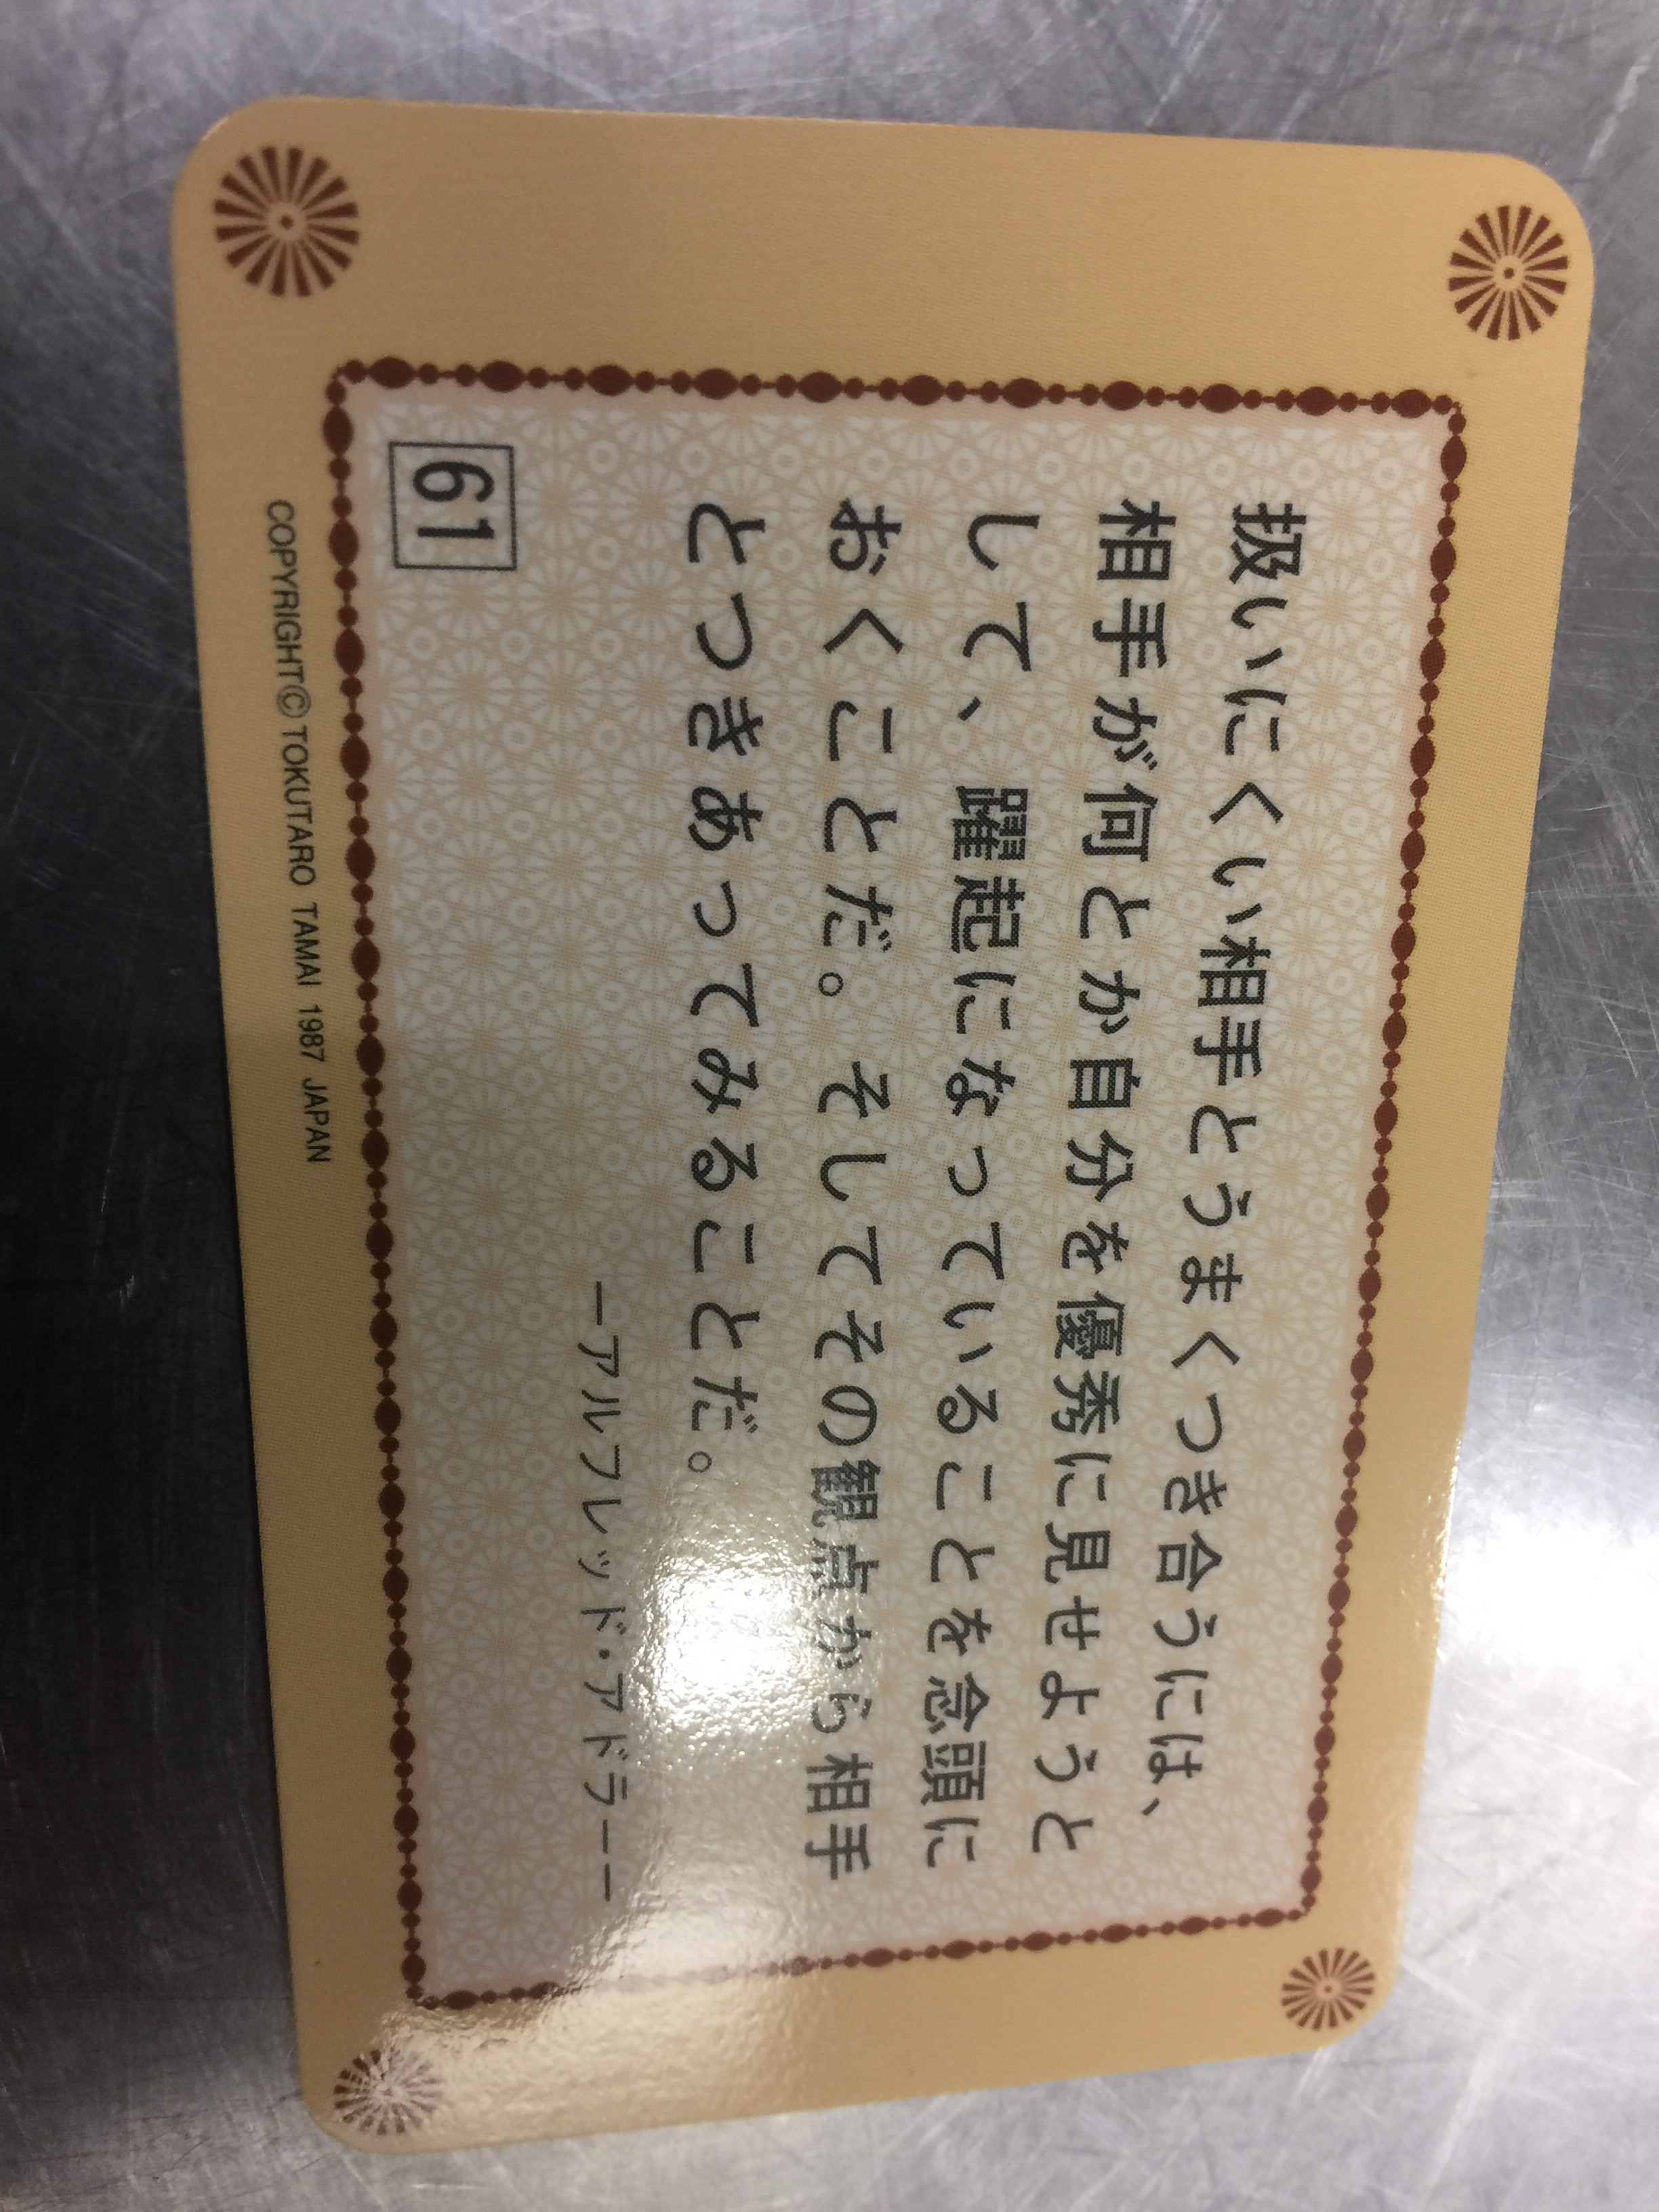 扱いにくい相手とうまくつき合うには、
相手が何とか自分を優秀に見せようと
して、躍起になっていることを念頭に
おくことだ。そしてその観点から相手
とつきあってみることだ。
―アルフレッド・アドラー―
61
COPYRIGHT© TOKUTARO TAMAI 1987 JAPAN